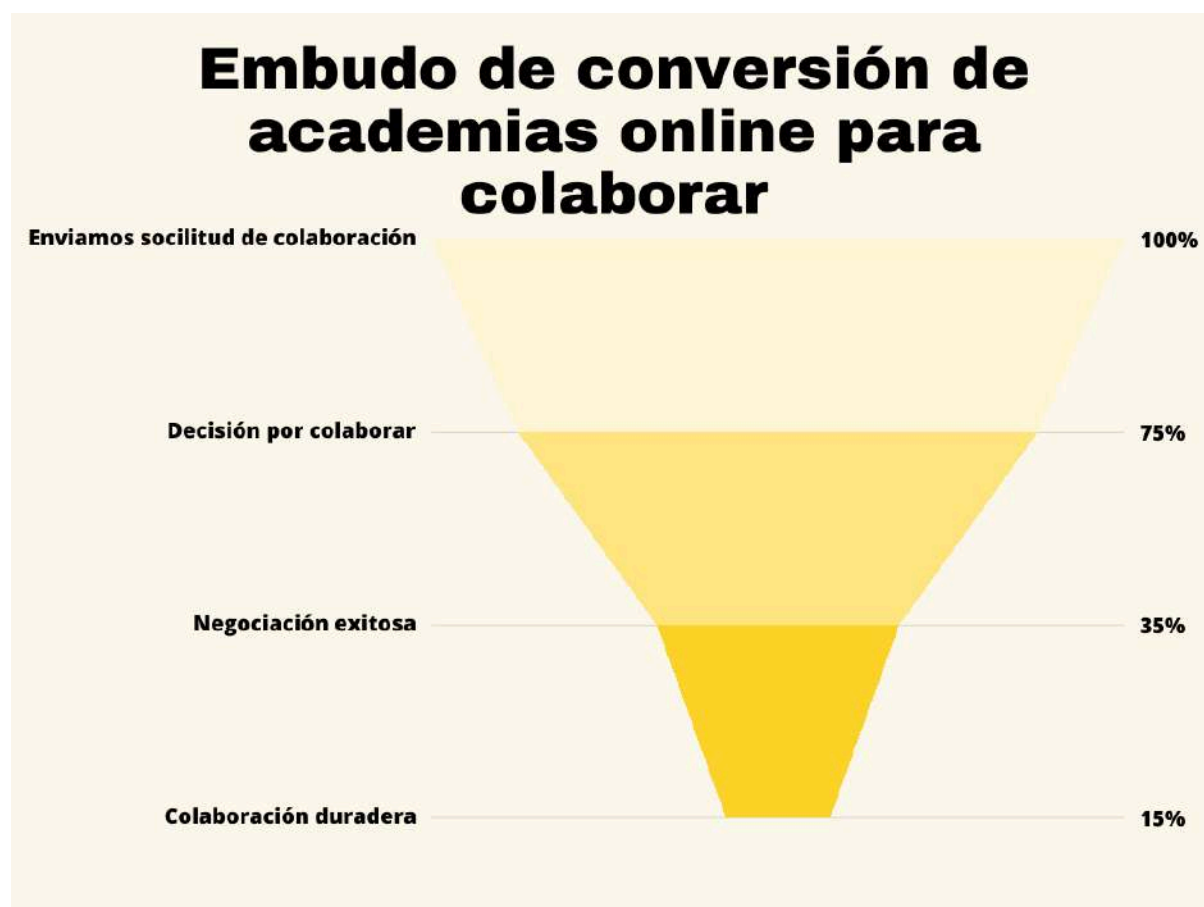 Embudo de conversión de
academias online para
colaborar
Enviamos socilitud de colaboración
100%
Decisión por colaborar
75%
Negociación exitosa
35%
Colaboración duradera
15%